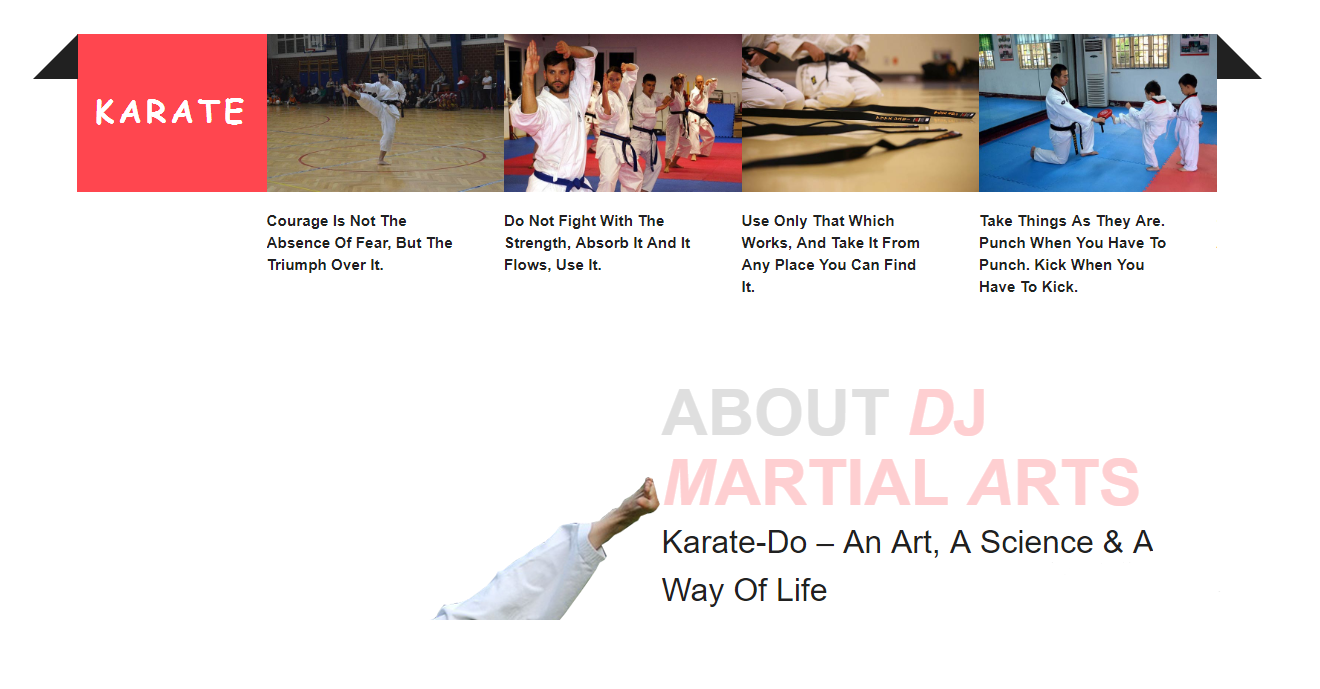 KARATE
Courage Is Not The
Absence Of Fear, But The
Triumph Over It.
Do Not Fight With The
Strength, Absorb It And It
Flows, Use It.
Use Only That Which
Works, And Take It From
Any Place You Can Find
It.
Take Things As They Are.
Punch When You Have To
Punch. Kick When You
Have To Kick.
ABOUT DJ
MARTIAL ARTS
Karate-Do – An Art, A Science & A
Way Of Life